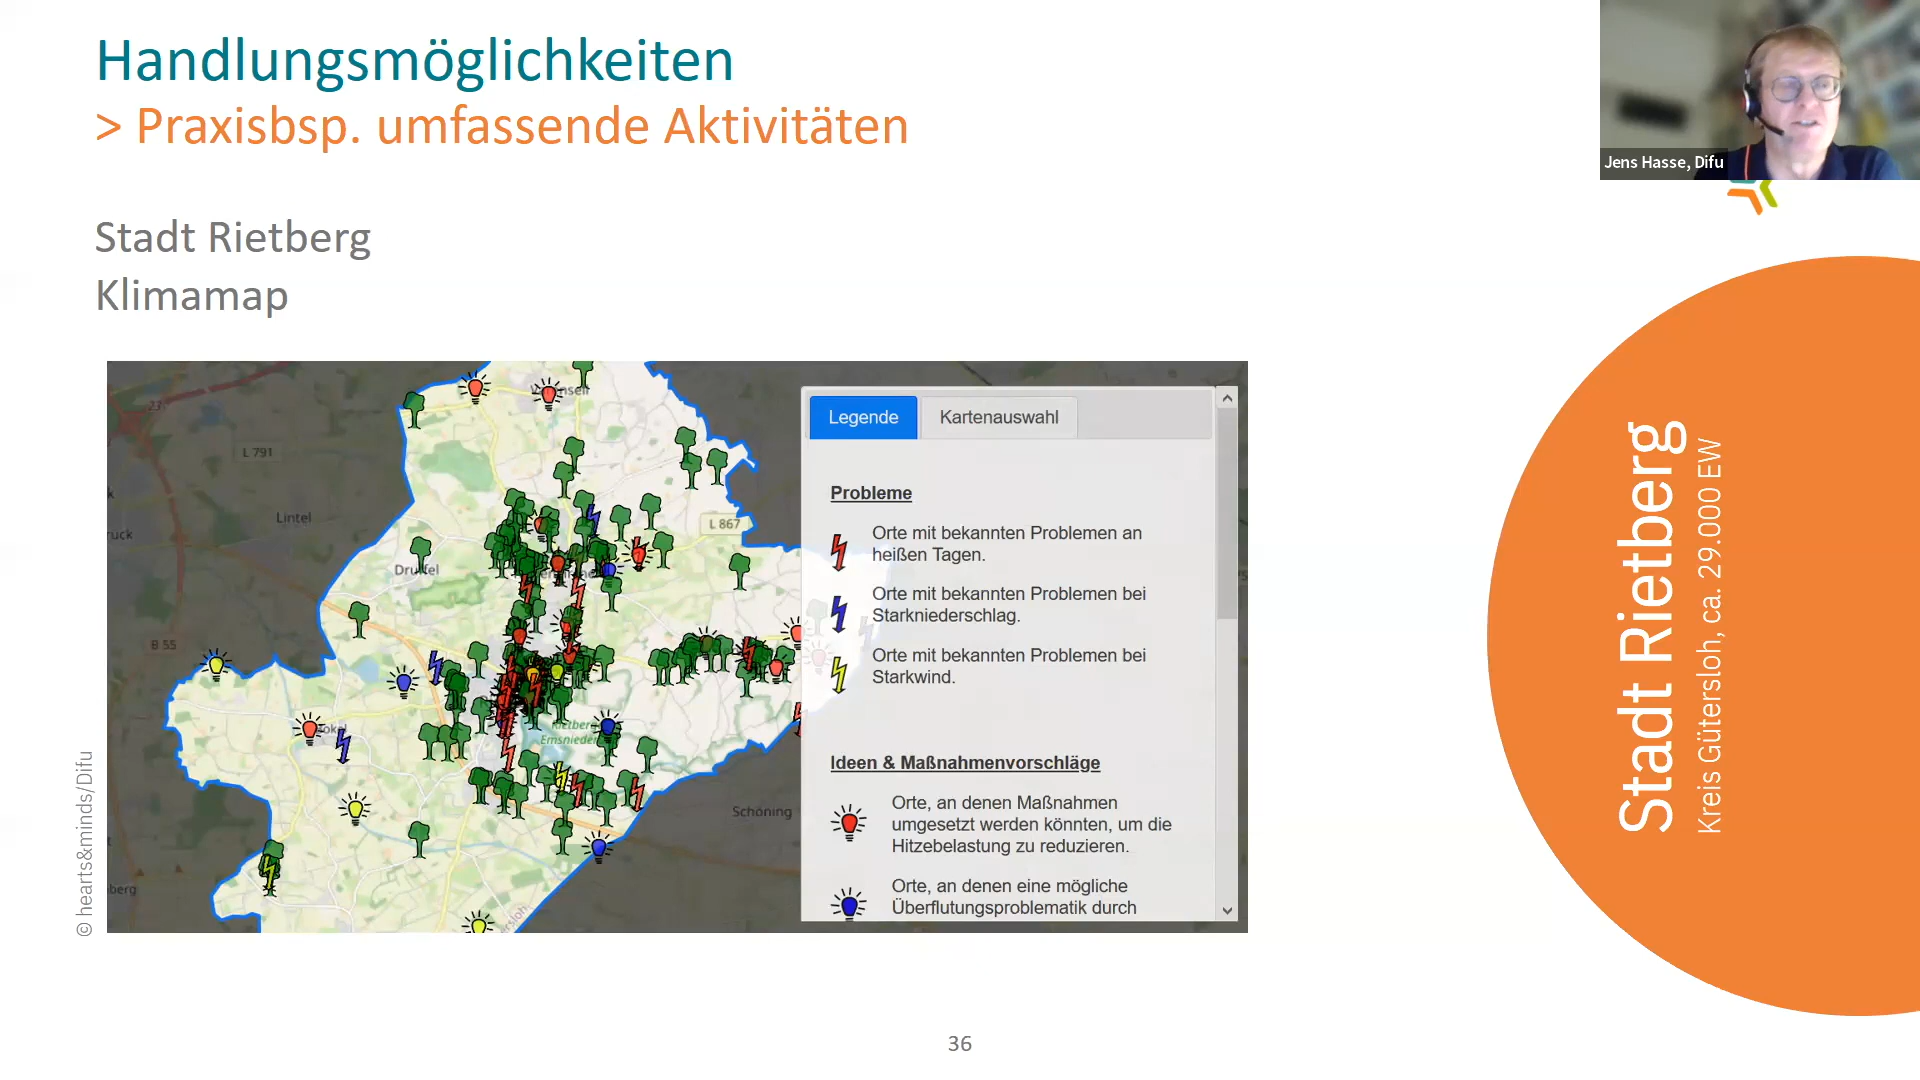 Handlungsmöglichkeiten
> Praxisbsp. umfassende Aktivitäten
Jens Hasse, Difu
Stadt Rietberg
Klimamap
L 791
Lintel
Druffel
B 55
L 867
Schöning
Legende
Kartenauswahl
Probleme
Orte mit bekannten Problemen an
heißen Tagen.
Orte mit bekannten Problemen bei
Starkniederschlag.
Orte mit bekannten Problemen bei
Starkwind.
Ideen & Maßnahmenvorschläge
Orte, an denen Maßnahmen
umgesetzt werden könnten, um die
Hitzebelastung zu reduzieren.
Orte, an denen eine mögliche
Überflutungsproblematik durch
© hearts&minds/Difu
Stadt Rietberg
Kreis Gütersloh, ca. 29.000 EW
36